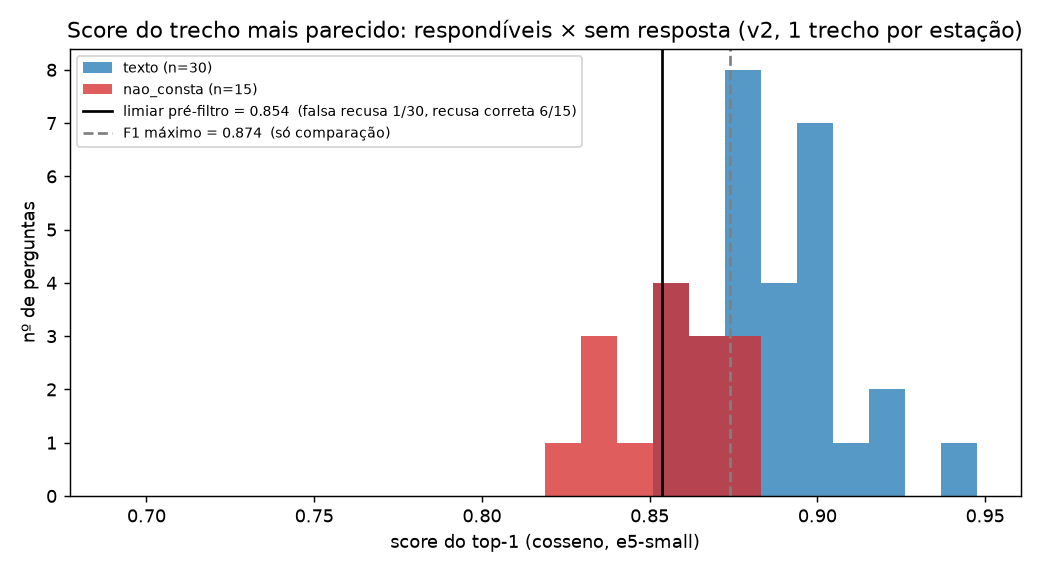 Score do trecho mais parecido: respondíveis × sem resposta (v2, 1 trecho por estação)
texto (n=30)
nao_consta (n=15)
limiar pré-filtro = 0.854  (falsa recusa 1/30, recusa correta 6/15)
F1 máximo = 0.874  (só comparação)
8
7
6
5
4
3
2
1
0
nº de perguntas
0.70 0.75 0.80 0.85 0.90 0.95
score do top-1 (cosseno, e5-small)